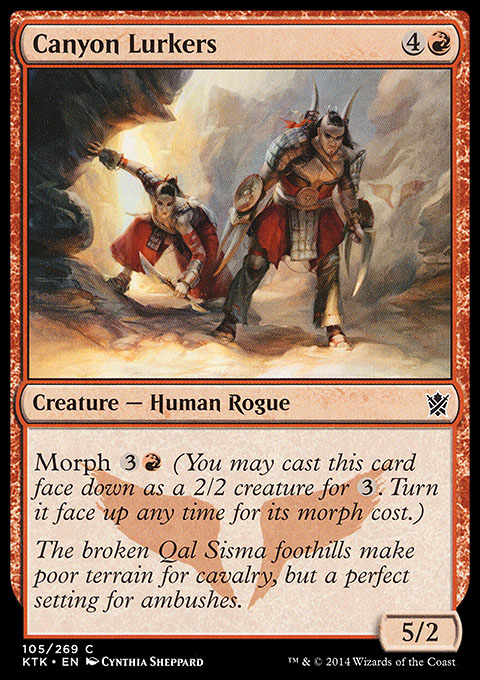 Canyon Lurkers 4
Creature — Human Rogue
Morph 3 (You may cast this card
face down as a 2/2 creature for 3. Turn
it face up any time for its morph cost.)
The broken Qal Sisma foothills make
poor terrain for cavalry, but a perfect
setting for ambushes.
5/2
105/269 C
KTK • EN Cynthia Sheppard
™ & © 2014 Wizards of the Coast